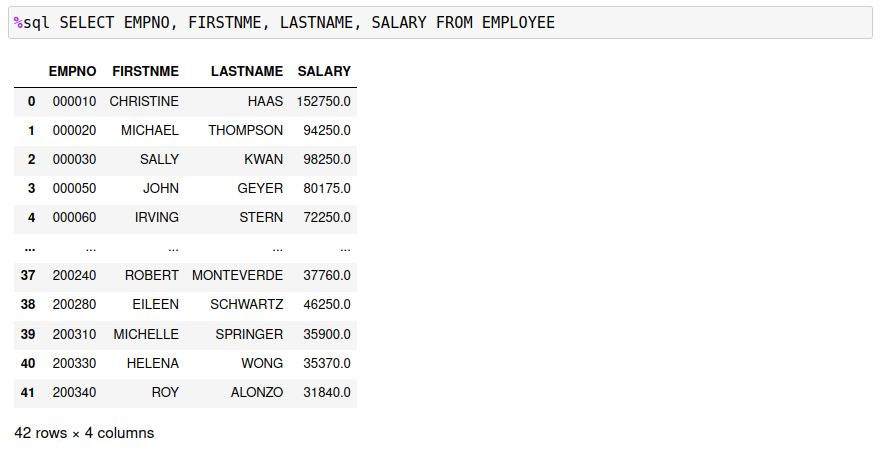 %sql SELECT EMPNO, FIRSTNME, LASTNAME, SALARY FROM EMPLOYEE
EMPNO FIRSTNME LASTNAME SALARY
0 000010 CHRISTINE HAAS 152750.0
1 000020 MICHAEL THOMPSON 94250.0
2 000030 SALLY KWAN 98250.0
3 000050 JOHN GEYER 80175.0
4 000060 IRVING STERN 72250.0
... ... ... ... ...
37 200240 ROBERT MONTEVERDE 37760.0
38 200280 EILEEN SCHWARTZ 46250.0
39 200310 MICHELLE SPRINGER 35900.0
40 200330 HELENA WONG 35370.0
41 200340 ROY ALONZO 31840.0
42 rows × 4 columns